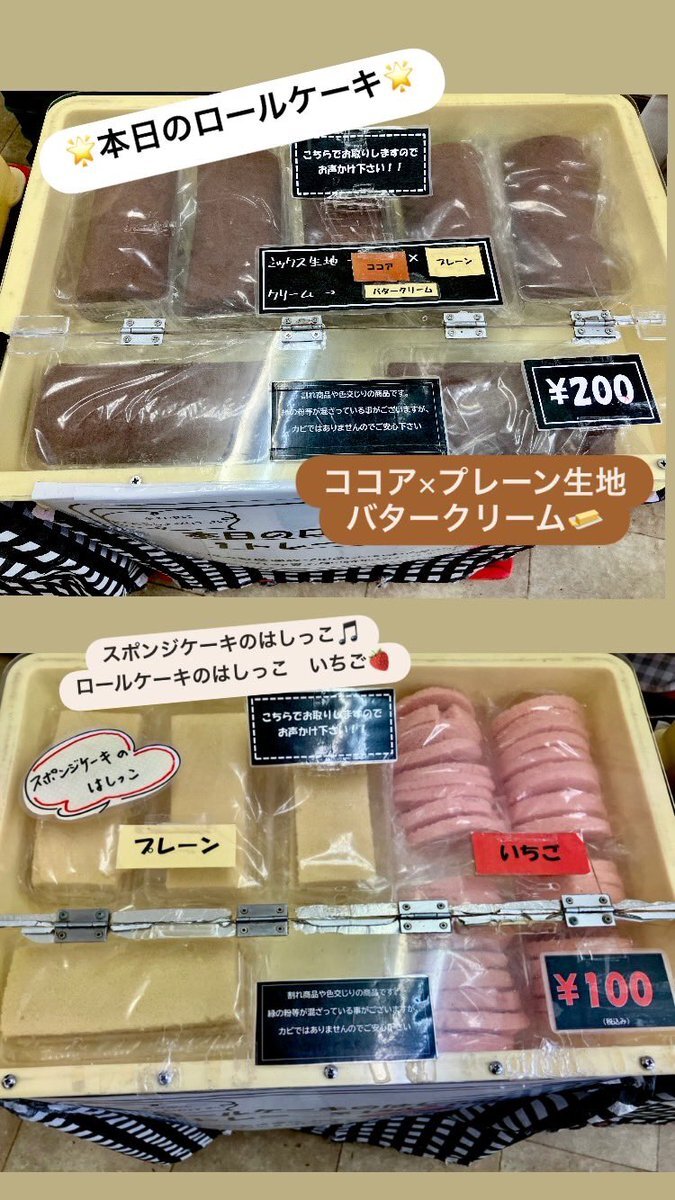 🌟本日のロールケーキ🌟
こちらでお取りしますので
お声かけ下さい！！
ミックス生地→ココア×プレーン
クリーム→バタークリーム
¥200
割れ商品や色交じりの商品です。
緑の粉等が混ざっている事がございますが、
カビではありませんのでご安心下さい
ココア×プレーン生地
バタークリーム🧈
本日の
スポンジケーキのはしっこ🎵
ロールケーキのはしっこ　いちご🍓
こちらでお取りしますので
お声かけ下さい！！
スポンジケーキの
はしっこ
プレーン
いちご
¥100
(税込み)
割れ商品や色交じりの商品です。
緑の粉等が混ざっている事がございますが、
カビではありませんのでご安心下さい